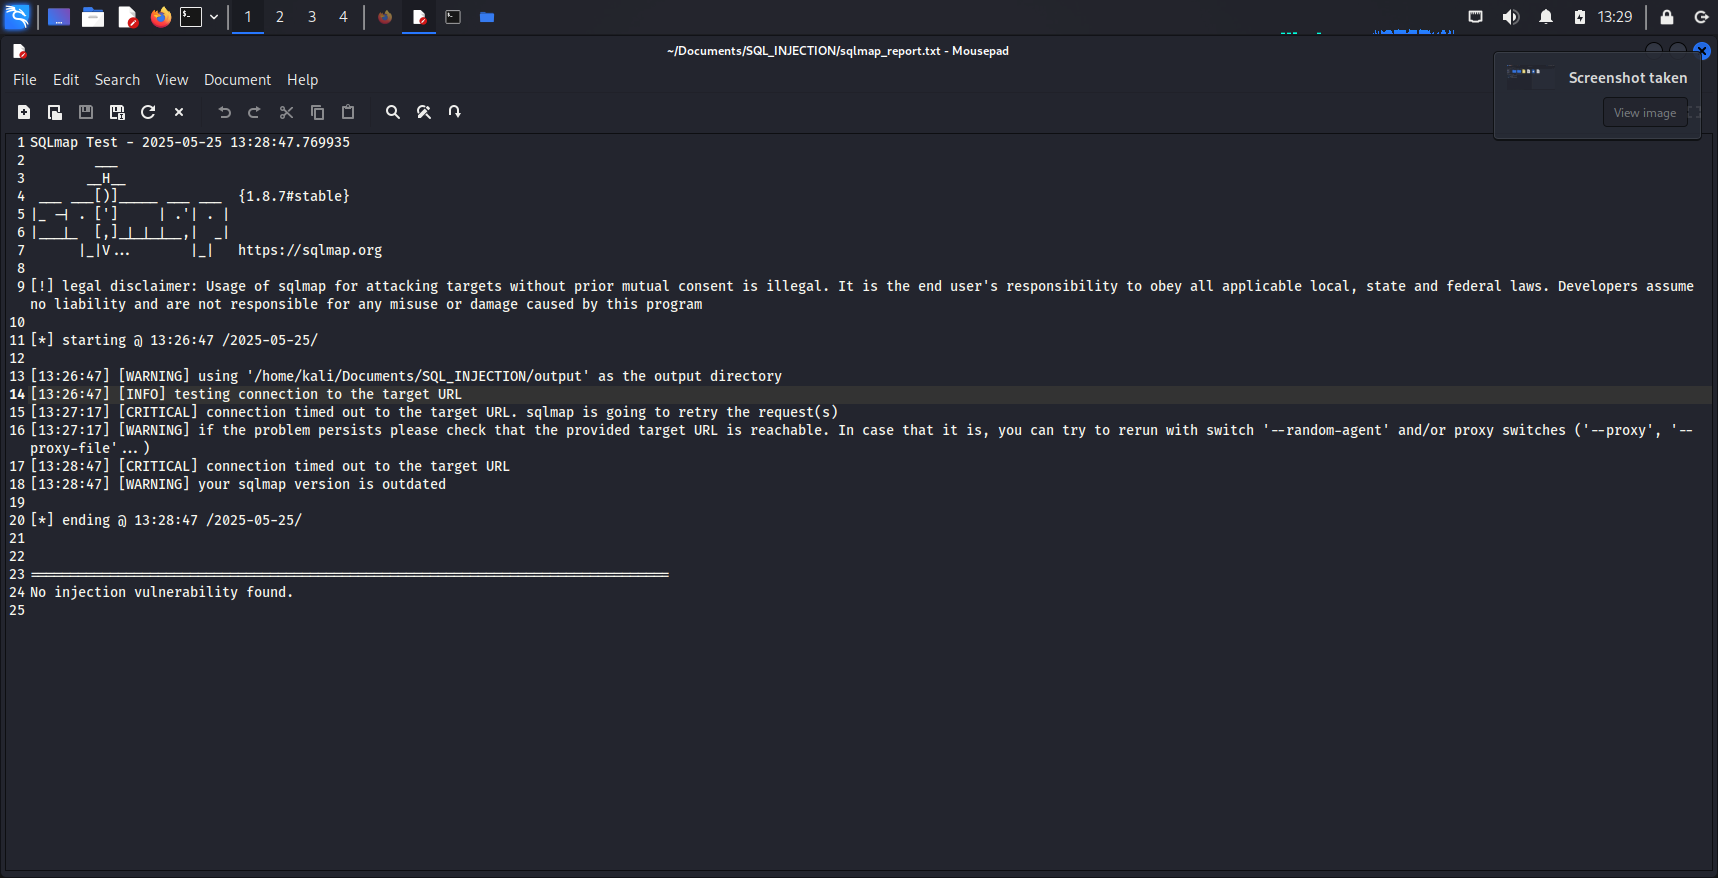 1 2 3 4 13:29
~/Documents/SQL_INJECTION/sqlmap_report.txt - Mousepad
File Edit Search View Document Help
Screenshot taken
View image
1 SQLmap Test - 2025-05-25 13:28:47.769935
2         ___
3        __H__
4  ___ ___[)]_____ ___ ___  {1.8.7#stable}
5 |_ -| . [']     | .'| . |
6 |___|_  [,]_|_|_|__,|  _|
7       |_|V...       |_|   https://sqlmap.org
8
9 [!] legal disclaimer: Usage of sqlmap for attacking targets without prior mutual consent is illegal. It is the end user's responsibility to obey all applicable local, state and federal laws. Developers assume
no liability and are not responsible for any misuse or damage caused by this program
10
11 [*] starting @ 13:26:47 /2025-05-25/
12
13 [13:26:47] [WARNING] using '/home/kali/Documents/SQL_INJECTION/output' as the output directory
14 [13:26:47] [INFO] testing connection to the target URL
15 [13:27:17] [CRITICAL] connection timed out to the target URL. sqlmap is going to retry the request(s)
16 [13:27:17] [WARNING] if the problem persists please check that the provided target URL is reachable. In case that it is, you can try to rerun with switch '--random-agent' and/or proxy switches ('--proxy', '--
proxy-file'...)
17 [13:28:47] [CRITICAL] connection timed out to the target URL
18 [13:28:47] [WARNING] your sqlmap version is outdated
19
20 [*] ending @ 13:28:47 /2025-05-25/
21
22
23 ================================================================================
24 No injection vulnerability found.
25